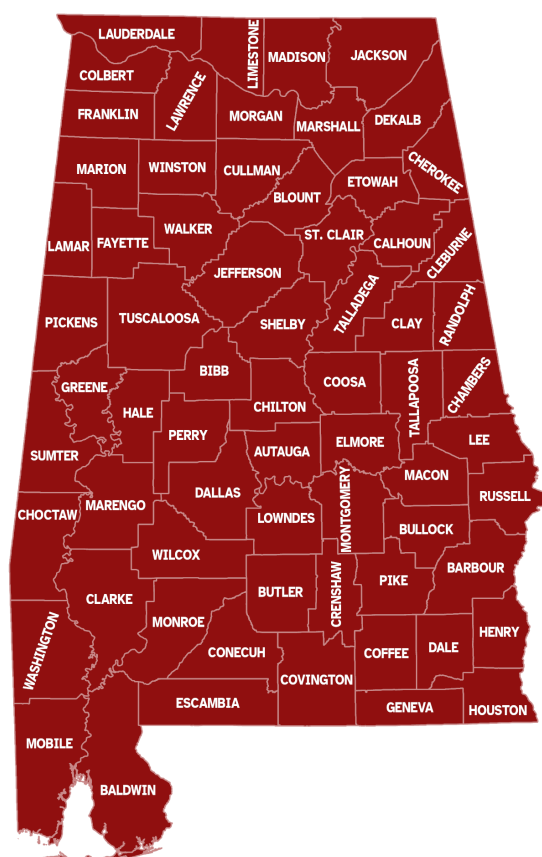 LAUDERDALE
LIMESTONE
MADISON
JACKSON
COLBERT
LAWRENCE
FRANKLIN
MORGAN
MARSHALL
DEKALB
MARION
WINSTON
CULLMAN
BLOUNT
ETOWAH
CHEROKEE
LAMAR
FAYETTE
WALKER
ST. CLAIR
CALHOUN
CLEBURNE
JEFFERSON
PICKENS
TUSCALOOSA
SHELBY
TALLADEGA
CLAY
RANDOLPH
GREENE
HALE
BIBB
CHILTON
COOSA
TALLAPOOSA
CHAMBERS
SUMTER
PERRY
AUTAUGA
ELMORE
LEE
CHOCTAW
MARENGO
DALLAS
LOWNDES
MONTGOMERY
MACON
RUSSELL
BULLOCK
WILCOX
BUTLER
CRENSHAW
PIKE
BARBOUR
CLARKE
MONROE
CONECUH
COFFEE
DALE
HENRY
WASHINGTON
ESCAMBIA
COVINGTON
GENEVA
HOUSTON
MOBILE
BALDWIN